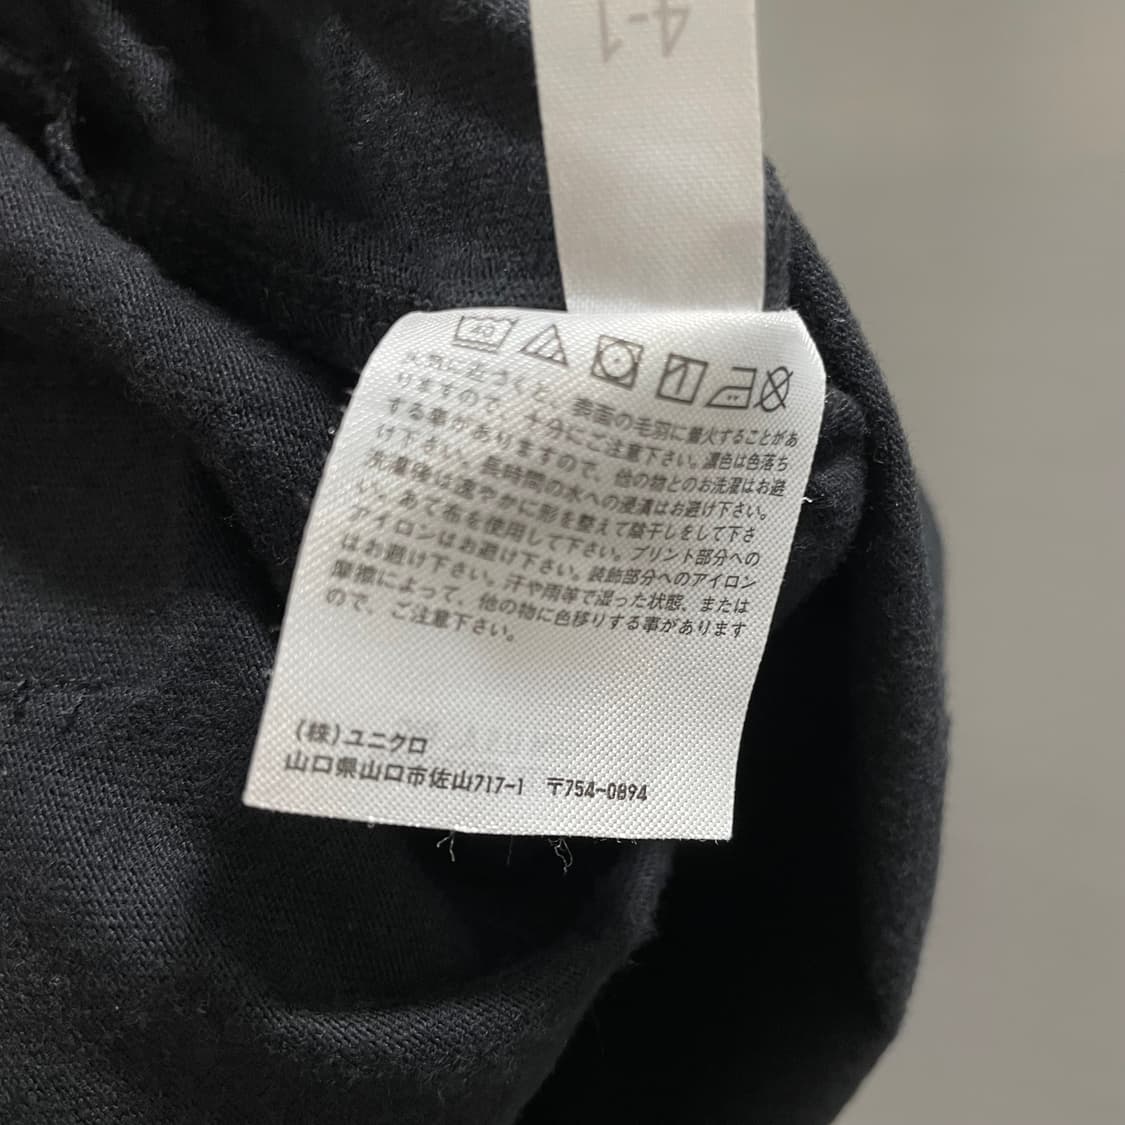 4-1
40
火気に近づくと、表面の毛羽に着火することがあ
りますので、十分にご注意下さい。濃色は色落ち
する事がありますので、他の物とのお洗濯はお避
け下さい。長時間の水への浸漬はお避け下さい。
洗濯後は速やかに形を整えて陰干しをして下さ
い。あて布を使用して下さい。プリント部分への
アイロンはお避け下さい。装飾部分へのアイロン
はお避け下さい。汗や雨等で湿った状態、または
摩擦によって、他の物に色移りする事があります
ので、ご注意下さい。
(株)ユニクロ
山口県山口市佐山717-1 〒754-0894